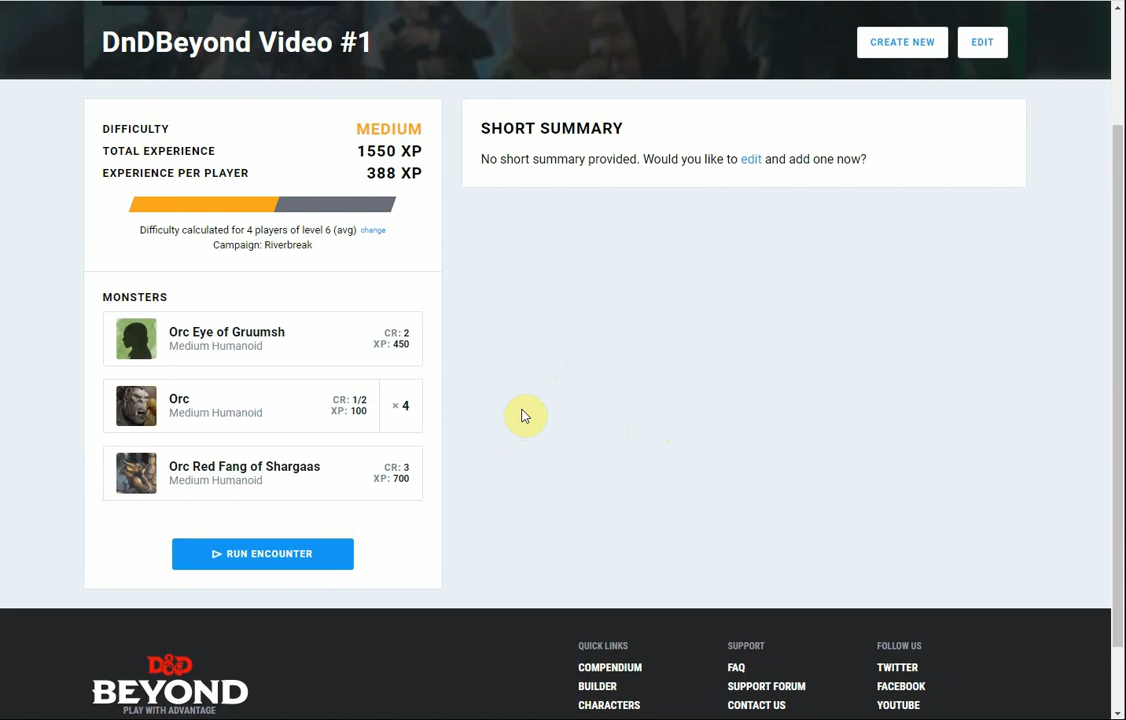 DnDBeyond Video #1
CREATE NEW
EDIT
DIFFICULTY MEDIUM
TOTAL EXPERIENCE 1550 XP
EXPERIENCE PER PLAYER 388 XP
Difficulty calculated for 4 players of level 6 (avg) change
Campaign: Riverbreak
MONSTERS
Orc Eye of Gruumsh
Medium Humanoid
CR: 2
XP: 450
Orc
Medium Humanoid
CR: 1/2
XP: 100
× 4
Orc Red Fang of Shargaas
Medium Humanoid
CR: 3
XP: 700
RUN ENCOUNTER
SHORT SUMMARY
No short summary provided. Would you like to edit and add one now?
D&D
BEYOND
PLAY WITH ADVANTAGE
QUICK LINKS
COMPENDIUM
BUILDER
CHARACTERS
SUPPORT
FAQ
SUPPORT FORUM
CONTACT US
FOLLOW US
TWITTER
FACEBOOK
YOUTUBE